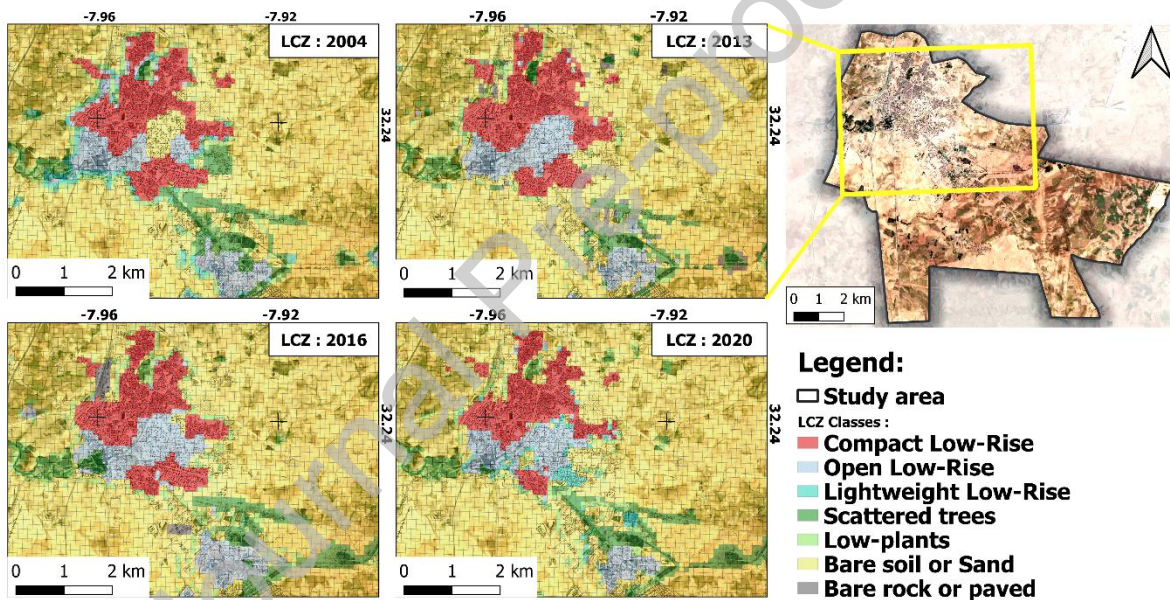 -7.96 -7.92
LCZ : 2004
32.24
0 1 2 km
-7.96 -7.92
LCZ : 2013
32.24
0 1 2 km
0 1 2 km
-7.96 -7.92
LCZ : 2016
32.24
0 1 2 km
-7.96 -7.92
LCZ : 2020
32.24
0 1 2 km
Legend:
Study area
LCZ Classes :
Compact Low-Rise
Open Low-Rise
Lightweight Low-Rise
Scattered trees
Low-plants
Bare soil or Sand
Bare rock or paved
Journal Pre-proo